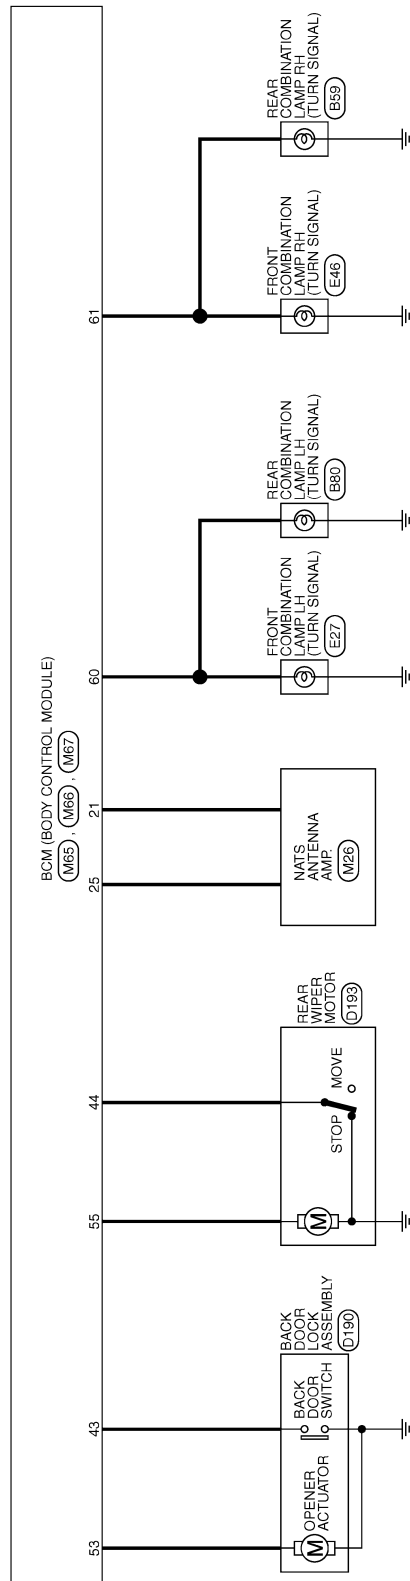 BCM (BODY CONTROL MODULE)
M65 , M66 , M67
53
43
55
44
25
21
60
61
OPENER
ACTUATOR
M
BACK
DOOR
SWITCH
BACK
DOOR
LOCK
ASSEMBLY
D190
M
STOP
MOVE
REAR
WIPER
MOTOR
D193
NATS
ANTENNA
AMP.
M26
FRONT
COMBINATION
LAMP LH
(TURN SIGNAL)
E27
REAR
COMBINATION
LAMP LH
(TURN SIGNAL)
B80
FRONT
COMBINATION
LAMP RH
(TURN SIGNAL)
E46
REAR
COMBINATION
LAMP RH
(TURN SIGNAL)
B59